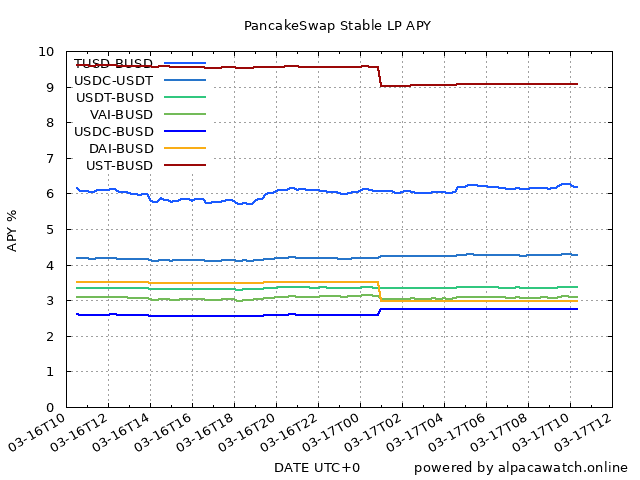 PancakeSwap Stable LP APY
10
9
8
7
6
5
4
3
2
1
0
APY %
TUSD-BUSD
USDC-USDT
USDT-BUSD
VAI-BUSD
USDC-BUSD
DAI-BUSD
UST-BUSD
03-16T10
03-16T12
03-16T14
03-16T16
03-16T18
03-16T20
03-16T22
03-17T00
03-17T02
03-17T04
03-17T06
03-17T08
03-17T10
03-17T12
DATE UTC+0
powered by alpacawatch.online